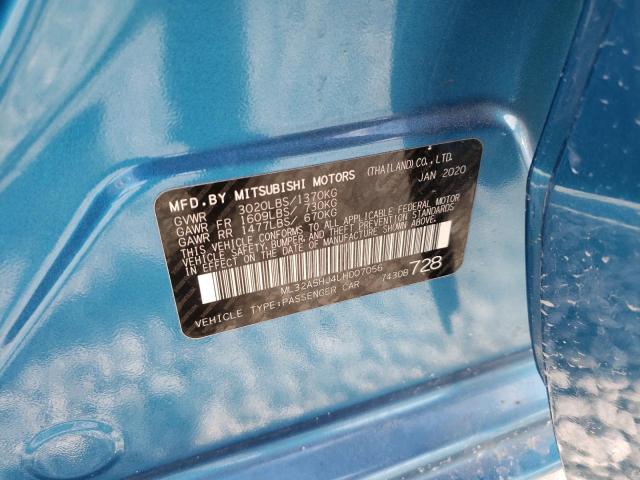 MFD.BY MITSUBISHI MOTORS (THAILAND)CO.,LTD.
JAN 2020
GVWR 3020LBS/1370KG
GAWR FR 1609LBS/ 730KG
GAWR RR 1477LBS/ 670KG
THIS VEHICLE CONFORMS TO ALL APPLICABLE FEDERAL MOTOR
VEHICLE SAFETY,BUMPER,AND THEFT PREVENTION STANDARDS
IN EFFECT ON THE DATE OF MANUFACTURE SHOWN ABOVE.
ML32A5HJ4LH007056
VEHICLE TYPE:PASSENGER CAR 7430B 728